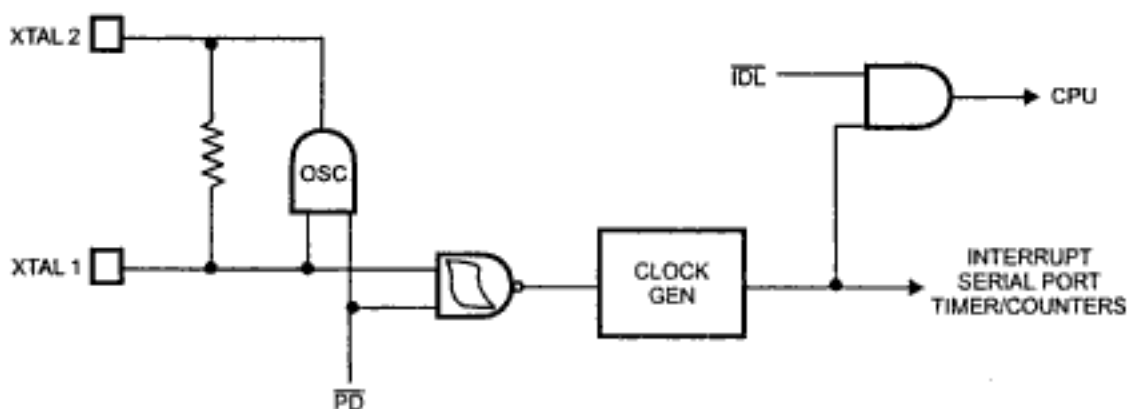 XTAL 2
IDL
CPU
OSC
XTAL 1
CLOCK
GEN
INTERRUPT
SERIAL PORT
TIMER/COUNTERS
PD